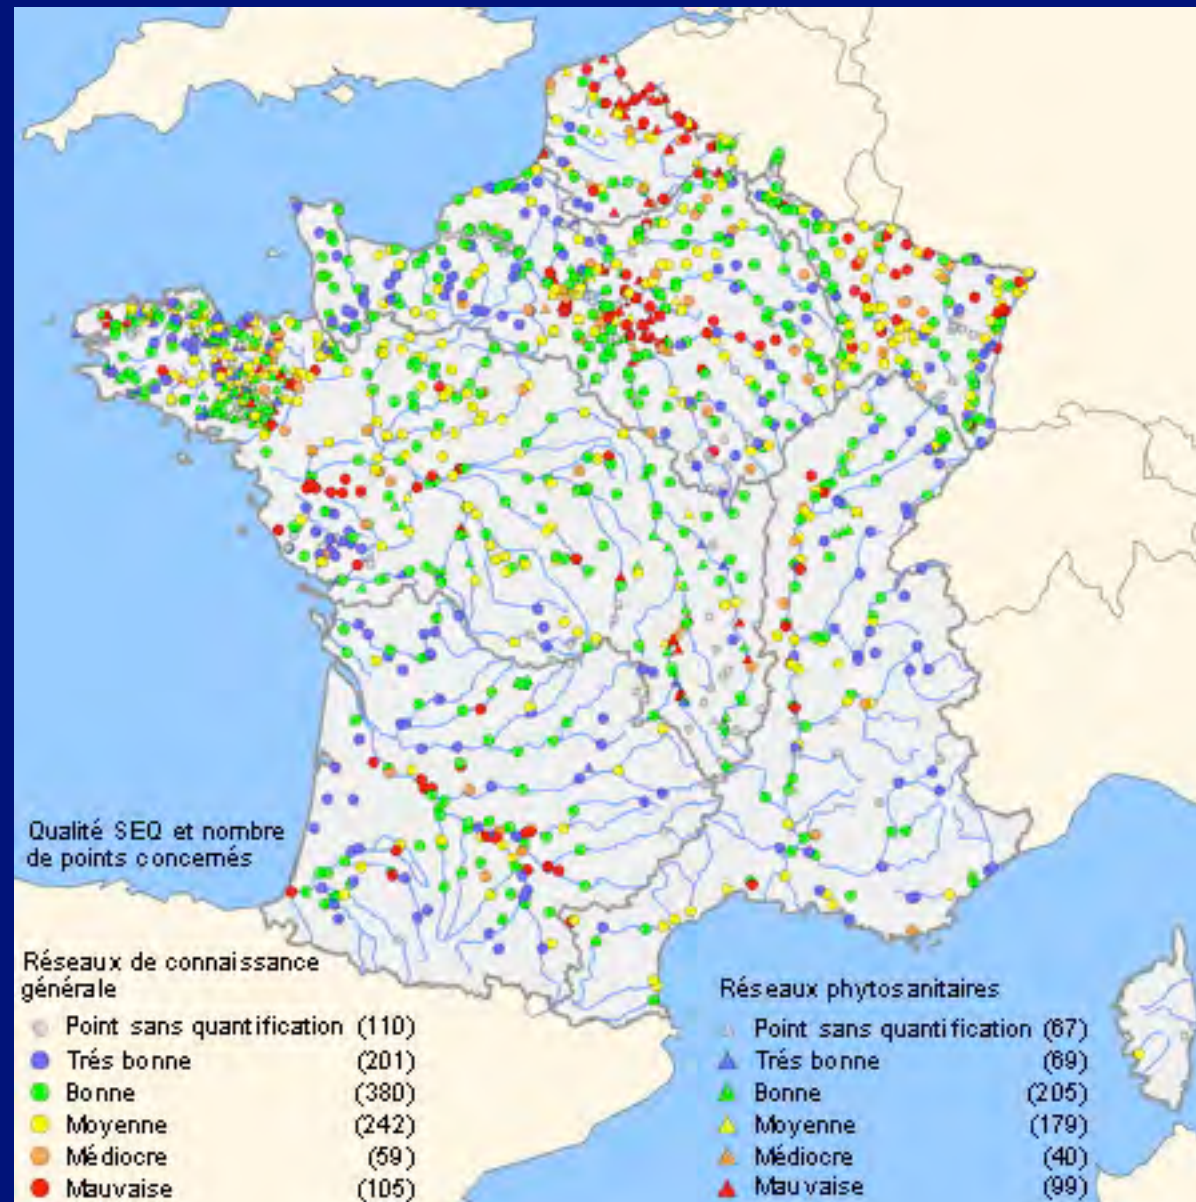 Qualité SEQ et nombre
de points concernés
Réseaux de connaissance
générale
Point sans quantification (110)
Trés bonne (201)
Bonne (380)
Moyenne (242)
Médiocre (59)
Mauvaise (105)
Réseaux phytosanitaires
Point sans quantification (67)
Trés bonne (69)
Bonne (205)
Moyenne (179)
Médiocre (40)
Mauvaise (99)